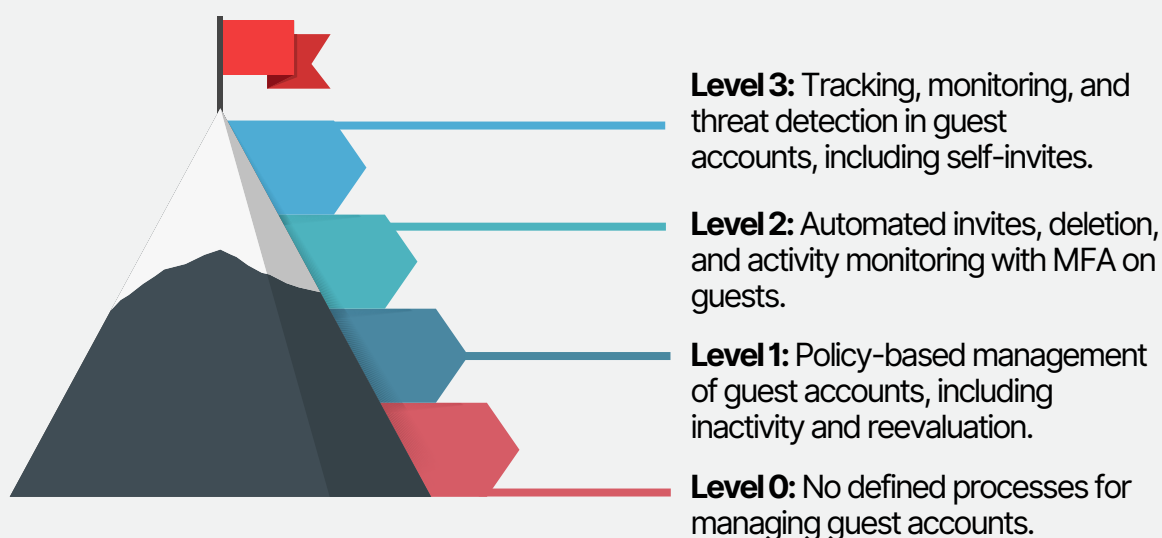 Level 3: Tracking, monitoring, and
threat detection in guest
accounts, including self-invites.
Level 2: Automated invites, deletion,
and activity monitoring with MFA on
guests.
Level 1: Policy-based management
of guest accounts, including
inactivity and reevaluation.
Level 0: No defined processes for
managing guest accounts.